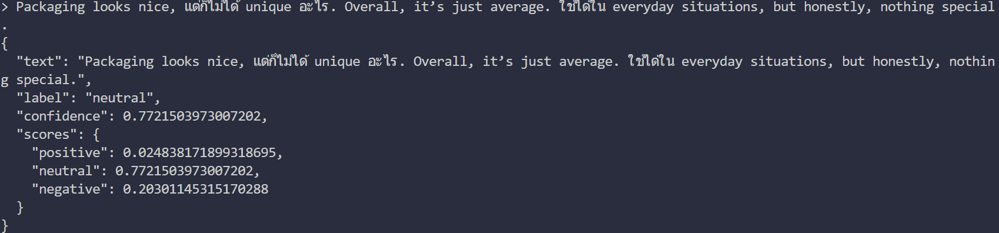 > Packaging looks nice, แต่ก็ไม่ได้ unique อะไร. Overall, it’s just average. ใช้ได้ใน everyday situations, but honestly, nothing special
.
{
  "text": "Packaging looks nice, แต่ก็ไม่ได้ unique อะไร. Overall, it’s just average. ใช้ได้ใน everyday situations, but honestly, nothin
g special.",
  "label": "neutral",
  "confidence": 0.7721503973007202,
  "scores": {
    "positive": 0.024838171899318695,
    "neutral": 0.7721503973007202,
    "negative": 0.20301145315170288
  }
}